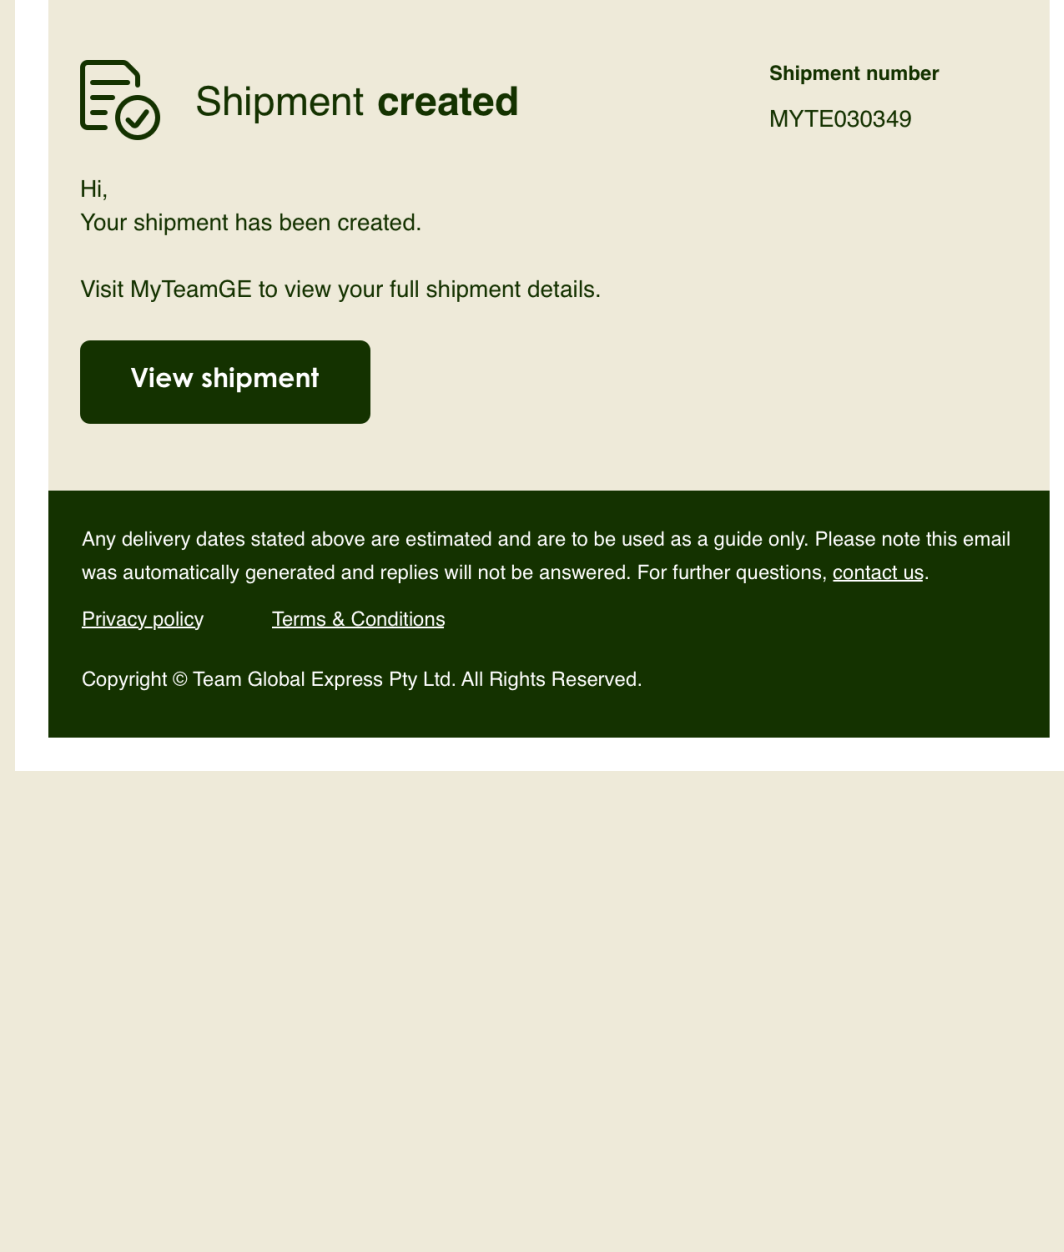 Shipment created
Shipment number
MYTE030349
Hi,
Your shipment has been created.
Visit MyTeamGE to view your full shipment details.
View shipment
Any delivery dates stated above are estimated and are to be used as a guide only. Please note this email
was automatically generated and replies will not be answered. For further questions, contact us.
Privacy policy Terms & Conditions
Copyright © Team Global Express Pty Ltd. All Rights Reserved.